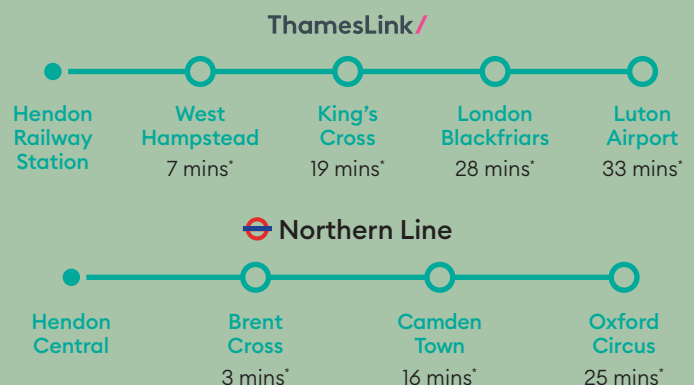 ThamesLink/
Hendon Railway Station
West Hampstead
King's Cross
London Blackfriars
Luton Airport
7 mins*
19 mins*
28 mins*
33 mins*
Northern Line
Hendon Central
Brent Cross
Camden Town
Oxford Circus
3 mins*
16 mins*
25 mins*